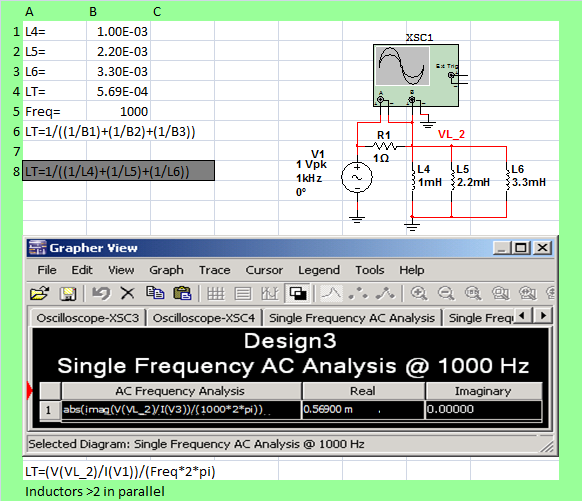 A B C
1 L4= 1.00E-03
2 L5= 2.20E-03
3 L6= 3.30E-03
4 LT= 5.69E-04
5 Freq= 1000
6 LT=1/((1/B1)+(1/B2)+(1/B3))
7
8 LT=1/((1/L4)+(1/L5)+(1/L6))
XSC1
Ext Trig
+
-
A B
+ - + -
R1
1Ω
VL_2
V1
1 Vpk
1kHz
0°
L4
1mH
L5
2.2mH
L6
3.3mH
Grapher View
File Edit View Graph Trace Cursor Legend Tools Help
Oscilloscope-XSC3 Oscilloscope-XSC4 Single Frequency AC Analysis Single Freq
Design3
Single Frequency AC Analysis @ 1000 Hz
AC Frequency Analysis Real Imaginary
1 abs(imag(V(VL_2)/I(V3))/(1000*2*pi)) 0.56900 m 0.00000
Selected Diagram: Single Frequency AC Analysis @ 1000 Hz
LT=(V(VL_2)/I(V1))/(Freq*2*pi)
Inductors >2 in parallel